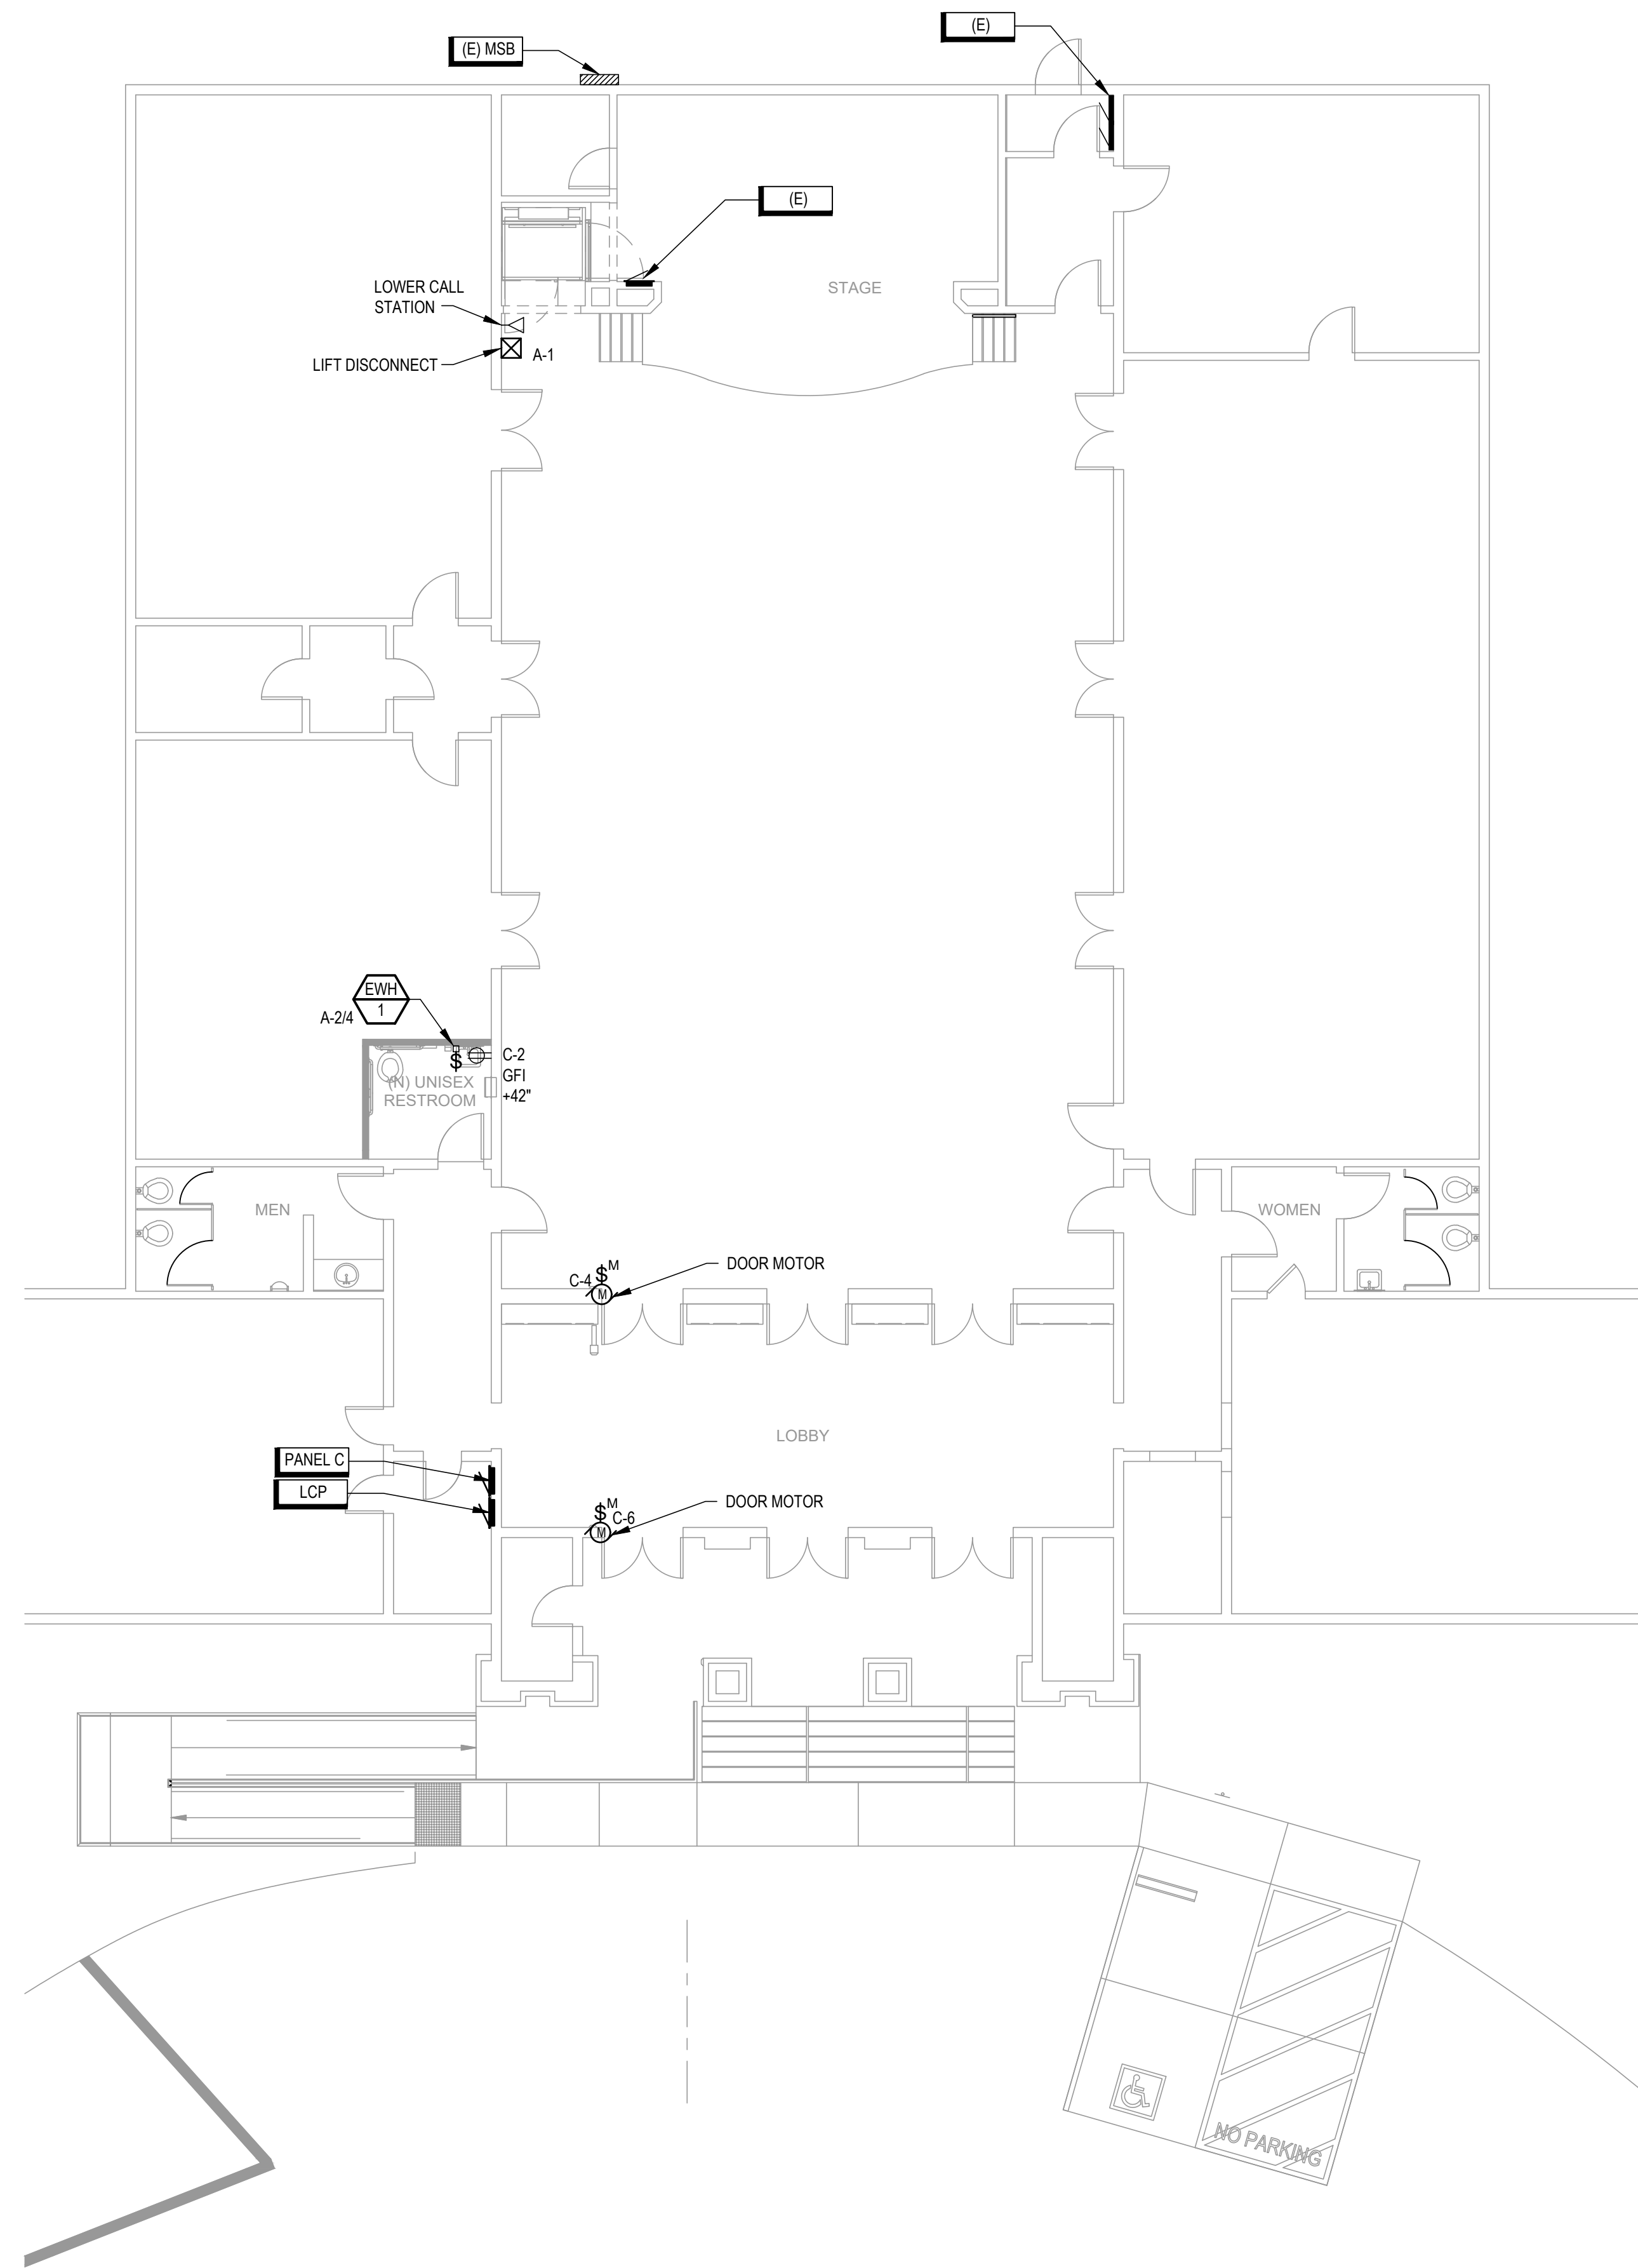 (E)
(E) MSB
(E)
STAGE
LOWER CALL
STATION
LIFT DISCONNECT
A-1
EWH
1
A-2/4
$
C-2
GFI
+42"
(N) UNISEX
RESTROOM
MEN
WOMEN
$ M
C-4
M
DOOR MOTOR
LOBBY
PANEL C
LCP
$ M
C-6
M
DOOR MOTOR
NO PARKING